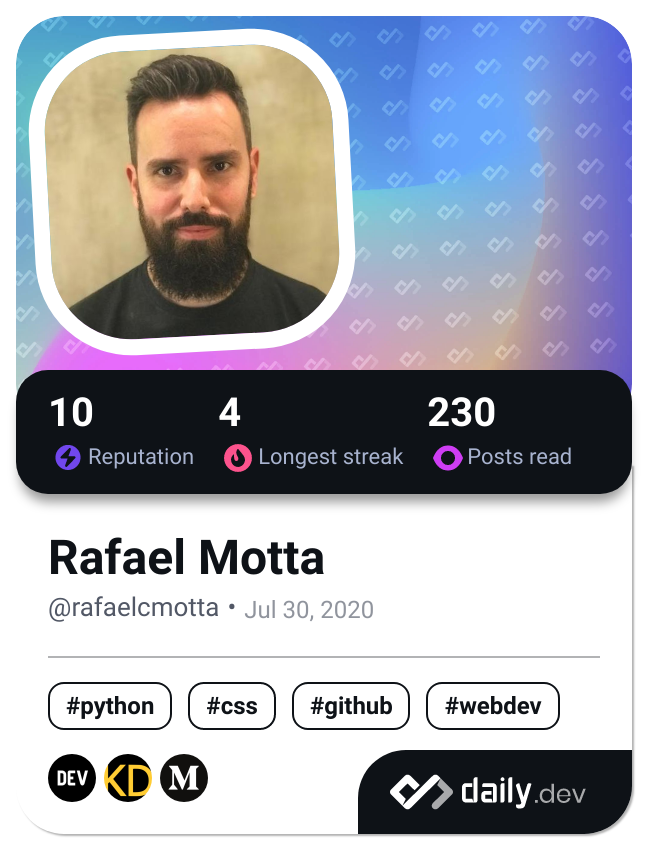 10 4 230
Reputation Longest streak Posts read
Rafael Motta
@rafaelcmotta • Jul 30, 2020
#python #css #github #webdev
DEV KD M
daily.dev